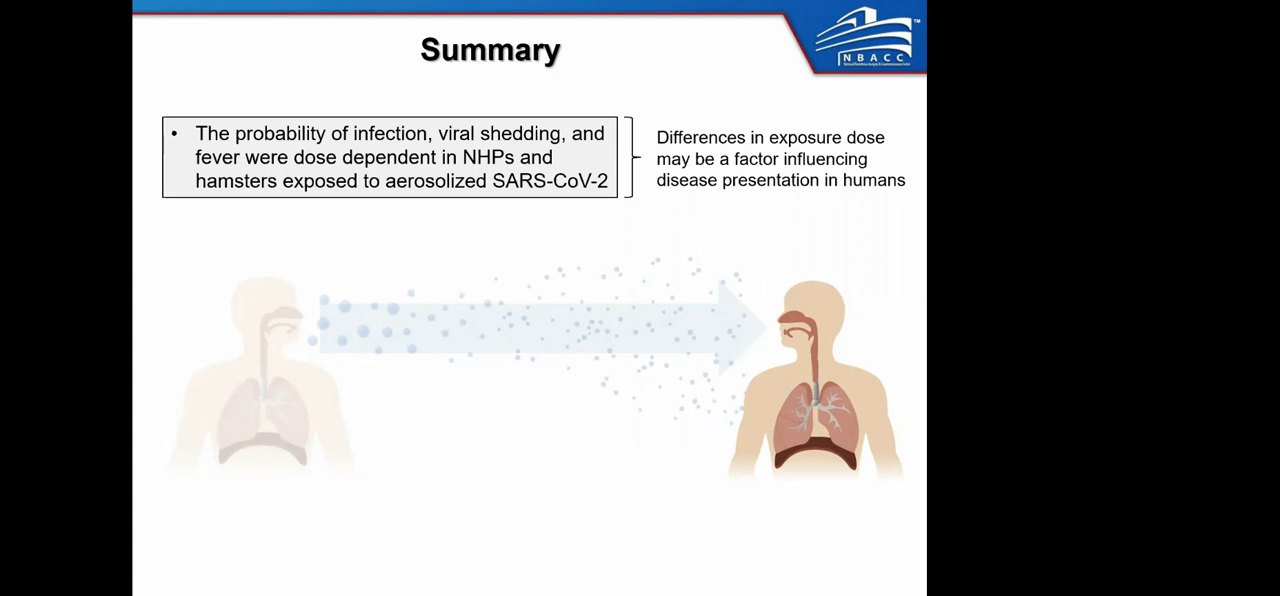 Summary
™
NBACC
• The probability of infection, viral shedding, and
fever were dose dependent in NHPs and
hamsters exposed to aerosolized SARS-CoV-2
Differences in exposure dose
may be a factor influencing
disease presentation in humans